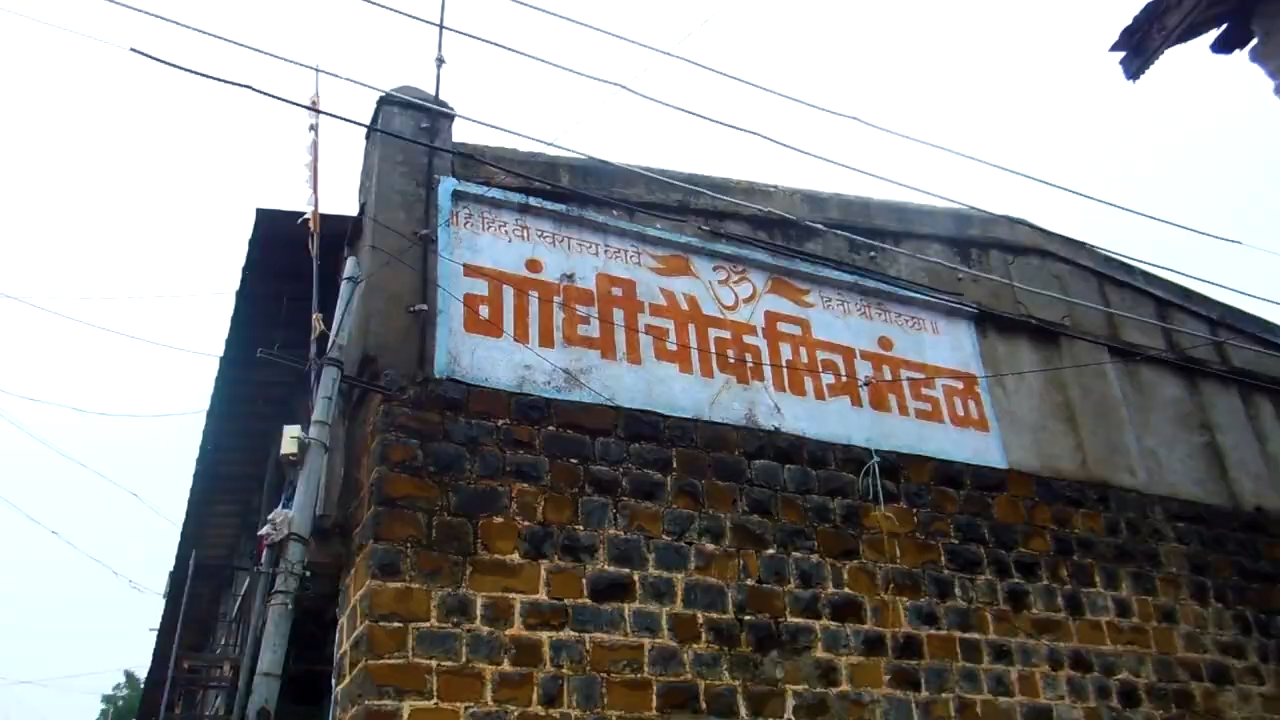 ॥ हे हिंदवी स्वराज्य व्हावे ॐ हि तो श्रीं ची इच्छा ॥
गांधी चौक मित्र मंडळ